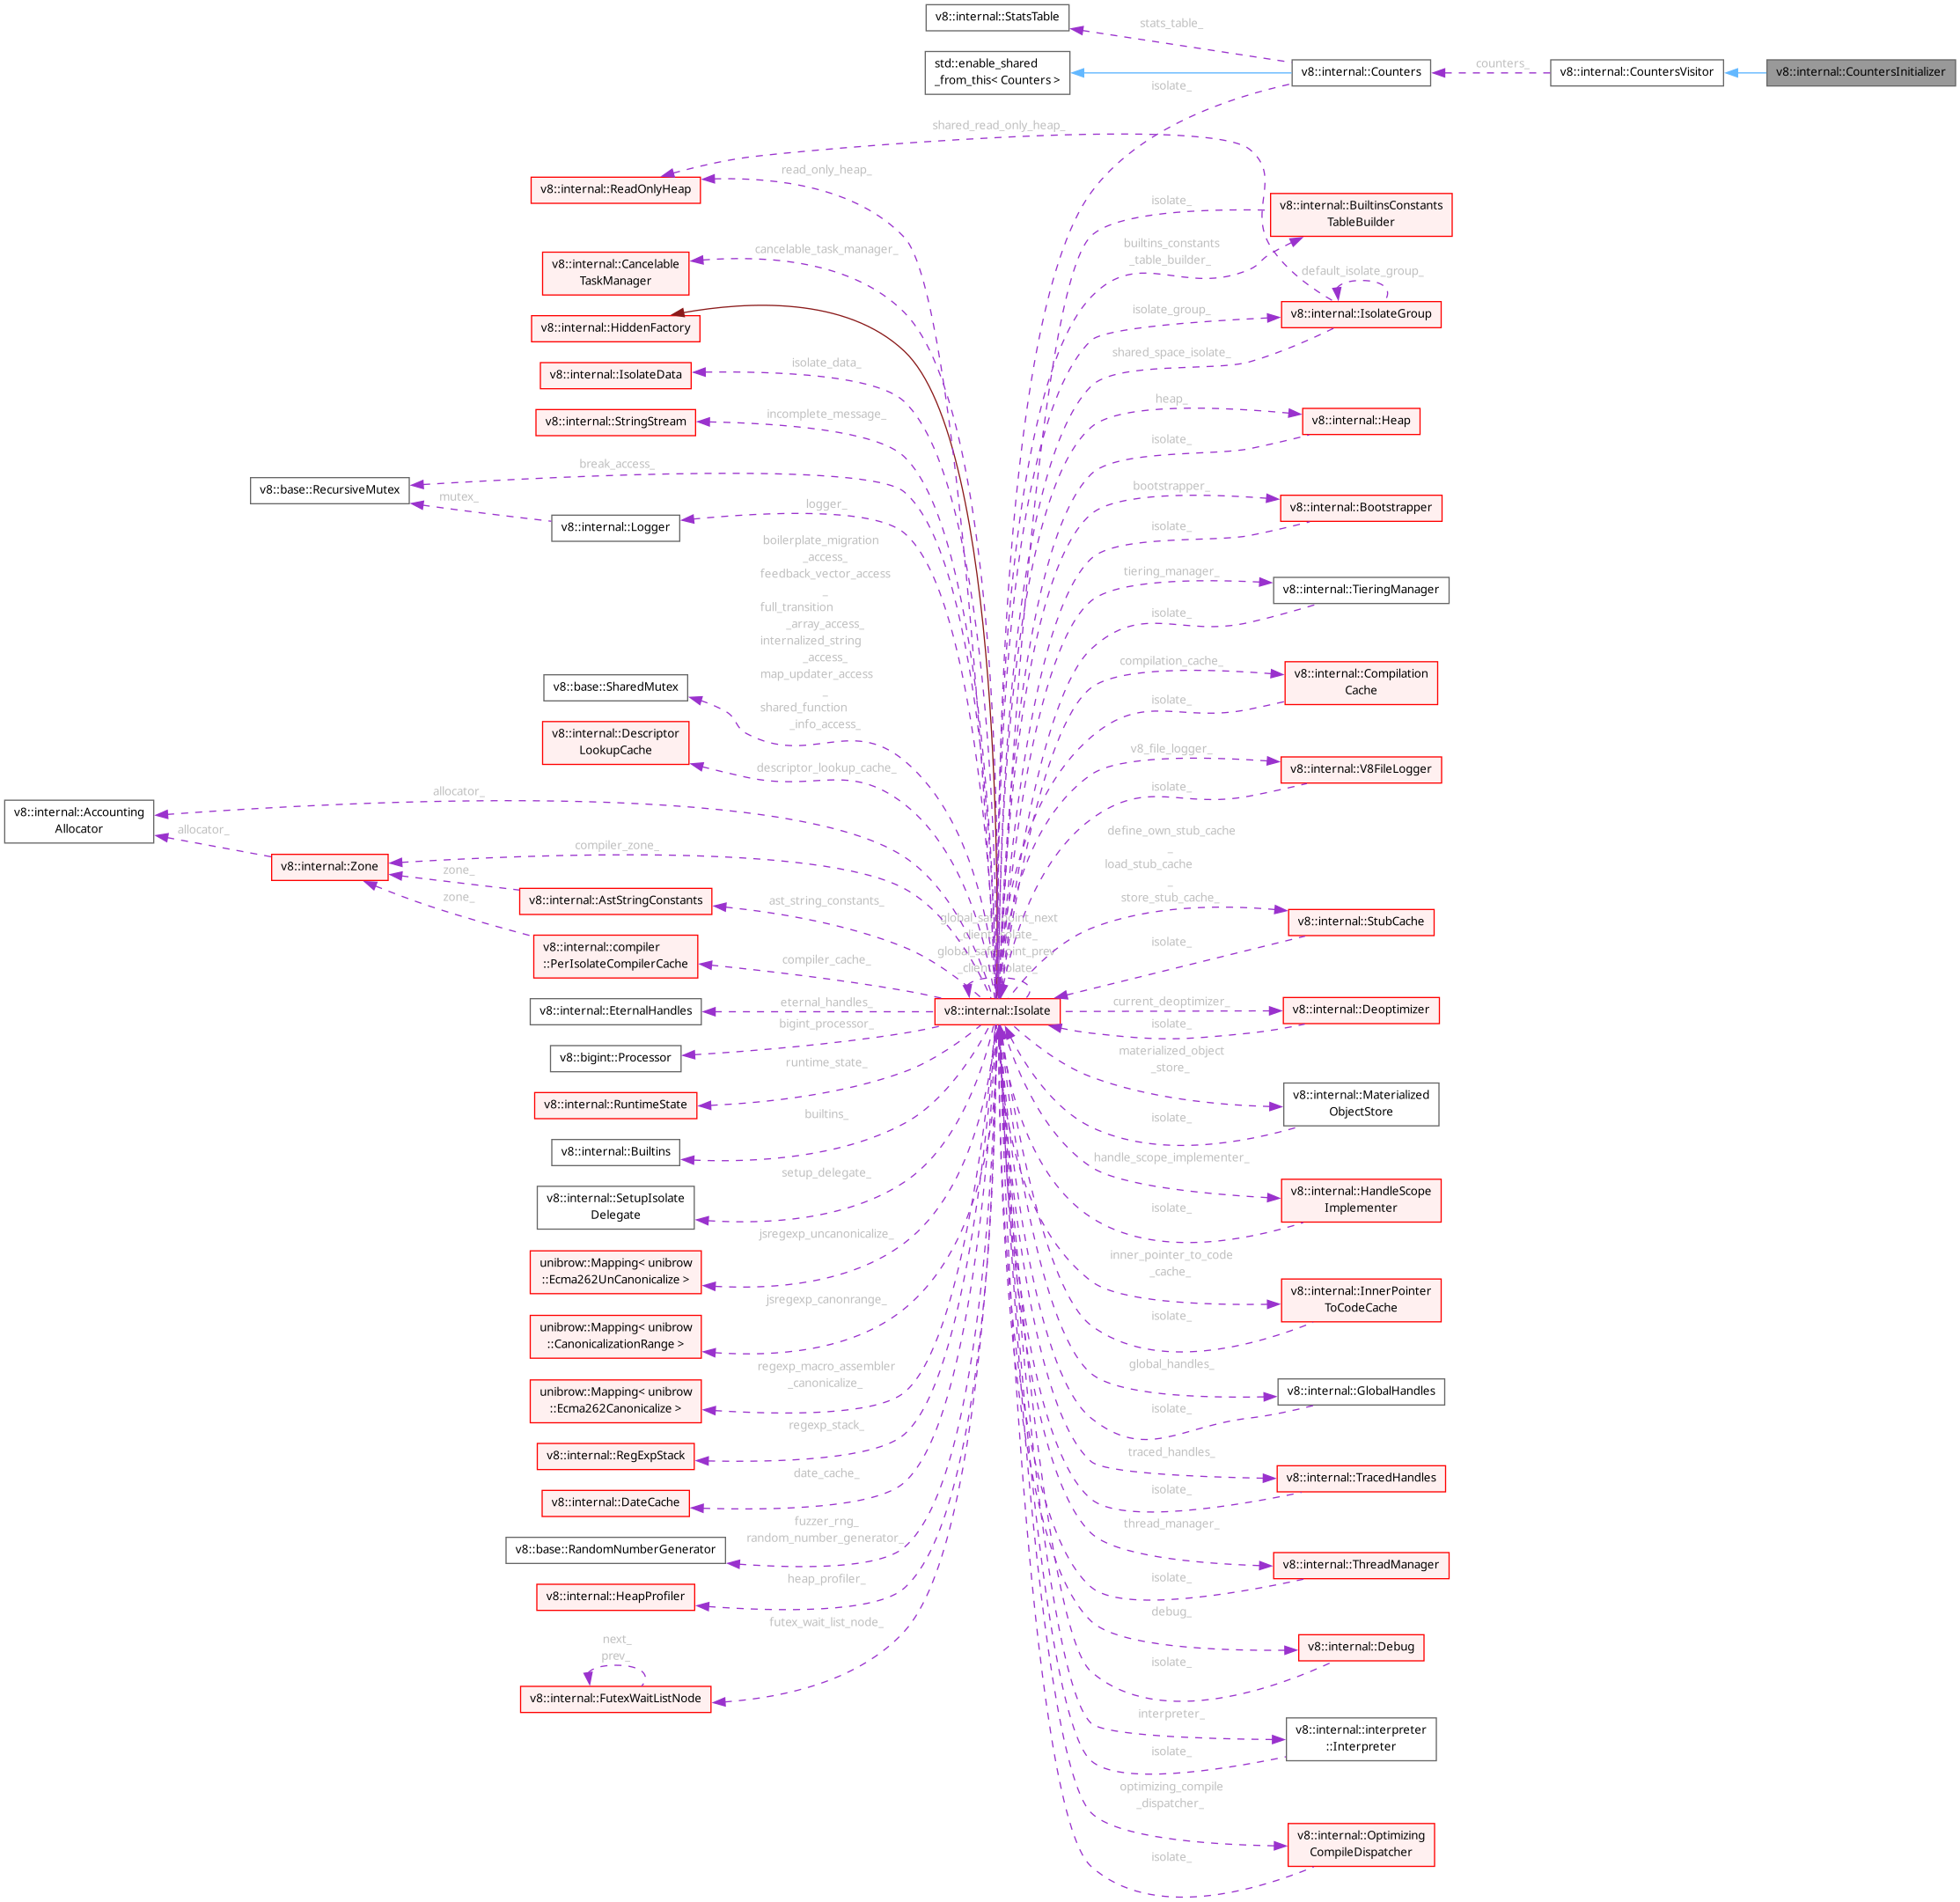 v8::internal::StatsTable
stats_table_
std::enable_shared
_from_this< Counters >
v8::internal::Counters
counters_
v8::internal::CountersVisitor
v8::internal::CountersInitializer
isolate_
shared_read_only_heap_
read_only_heap_
v8::internal::ReadOnlyHeap
isolate_
v8::internal::BuiltinsConstants
TableBuilder
builtins_constants
_table_builder_
cancelable_task_manager_
v8::internal::Cancelable
TaskManager
default_isolate_group_
v8::internal::HiddenFactory
isolate_group_
v8::internal::IsolateGroup
shared_space_isolate_
isolate_data_
v8::internal::IsolateData
heap_
v8::internal::Heap
incomplete_message_
v8::internal::StringStream
isolate_
break_access_
v8::base::RecursiveMutex
mutex_
bootstrapper_
v8::internal::Bootstrapper
logger_
v8::internal::Logger
isolate_
boilerplate_migration
_access_
feedback_vector_access
_
full_transition
_array_access_
internalized_string
_access_
map_updater_access
_
shared_function
_info_access_
tiering_manager_
v8::internal::TieringManager
isolate_
v8::base::SharedMutex
compilation_cache_
v8::internal::Compilation
Cache
isolate_
v8::internal::Descriptor
LookupCache
descriptor_lookup_cache_
v8_file_logger_
v8::internal::V8FileLogger
isolate_
allocator_
v8::internal::Accounting
Allocator
allocator_
compiler_zone_
v8::internal::Zone
zone_
zone_
define_own_stub_cache
_
load_stub_cache
_
store_stub_cache_
v8::internal::AstStringConstants
ast_string_constants_
v8::internal::StubCache
isolate_
global_safepoint_next
_client_isolate_
global_safepoint_prev
_client_isolate_
v8::internal::compiler
::PerIsolateCompilerCache
compiler_cache_
v8::internal::EternalHandles
eternal_handles_
v8::internal::Isolate
current_deoptimizer_
v8::internal::Deoptimizer
isolate_
bigint_processor_
v8::bigint::Processor
materialized_object
_store_
v8::internal::Materialized
ObjectStore
isolate_
runtime_state_
v8::internal::RuntimeState
builtins_
v8::internal::Builtins
handle_scope_implementer_
v8::internal::HandleScope
Implementer
isolate_
setup_delegate_
v8::internal::SetupIsolate
Delegate
jsregexp_uncanonicalize_
unibrow::Mapping< unibrow
::Ecma262UnCanonicalize >
inner_pointer_to_code
_cache_
v8::internal::InnerPointer
ToCodeCache
isolate_
jsregexp_canonrange_
unibrow::Mapping< unibrow
::CanonicalizationRange >
global_handles_
v8::internal::GlobalHandles
isolate_
regexp_macro_assembler
_canonicalize_
unibrow::Mapping< unibrow
::Ecma262Canonicalize >
regexp_stack_
v8::internal::RegExpStack
traced_handles_
v8::internal::TracedHandles
isolate_
date_cache_
v8::internal::DateCache
fuzzer_rng_
random_number_generator_
v8::base::RandomNumberGenerator
thread_manager_
v8::internal::ThreadManager
isolate_
heap_profiler_
v8::internal::HeapProfiler
futex_wait_list_node_
next_
prev_
v8::internal::FutexWaitListNode
debug_
v8::internal::Debug
isolate_
interpreter_
v8::internal::interpreter
::Interpreter
isolate_
optimizing_compile
_dispatcher_
v8::internal::Optimizing
CompileDispatcher
isolate_